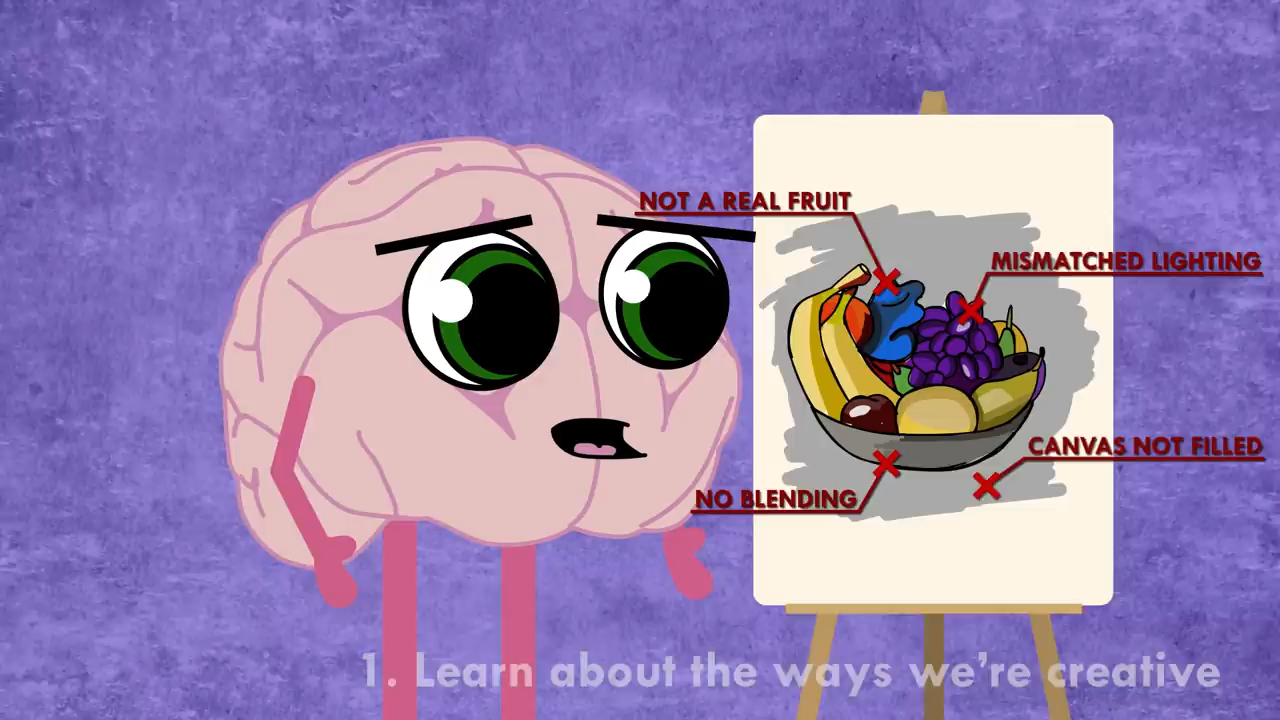 NOT A REAL FRUIT
MISMATCHED LIGHTING
CANVAS NOT FILLED
NO BLENDING
1. Learn about the ways we’re creative